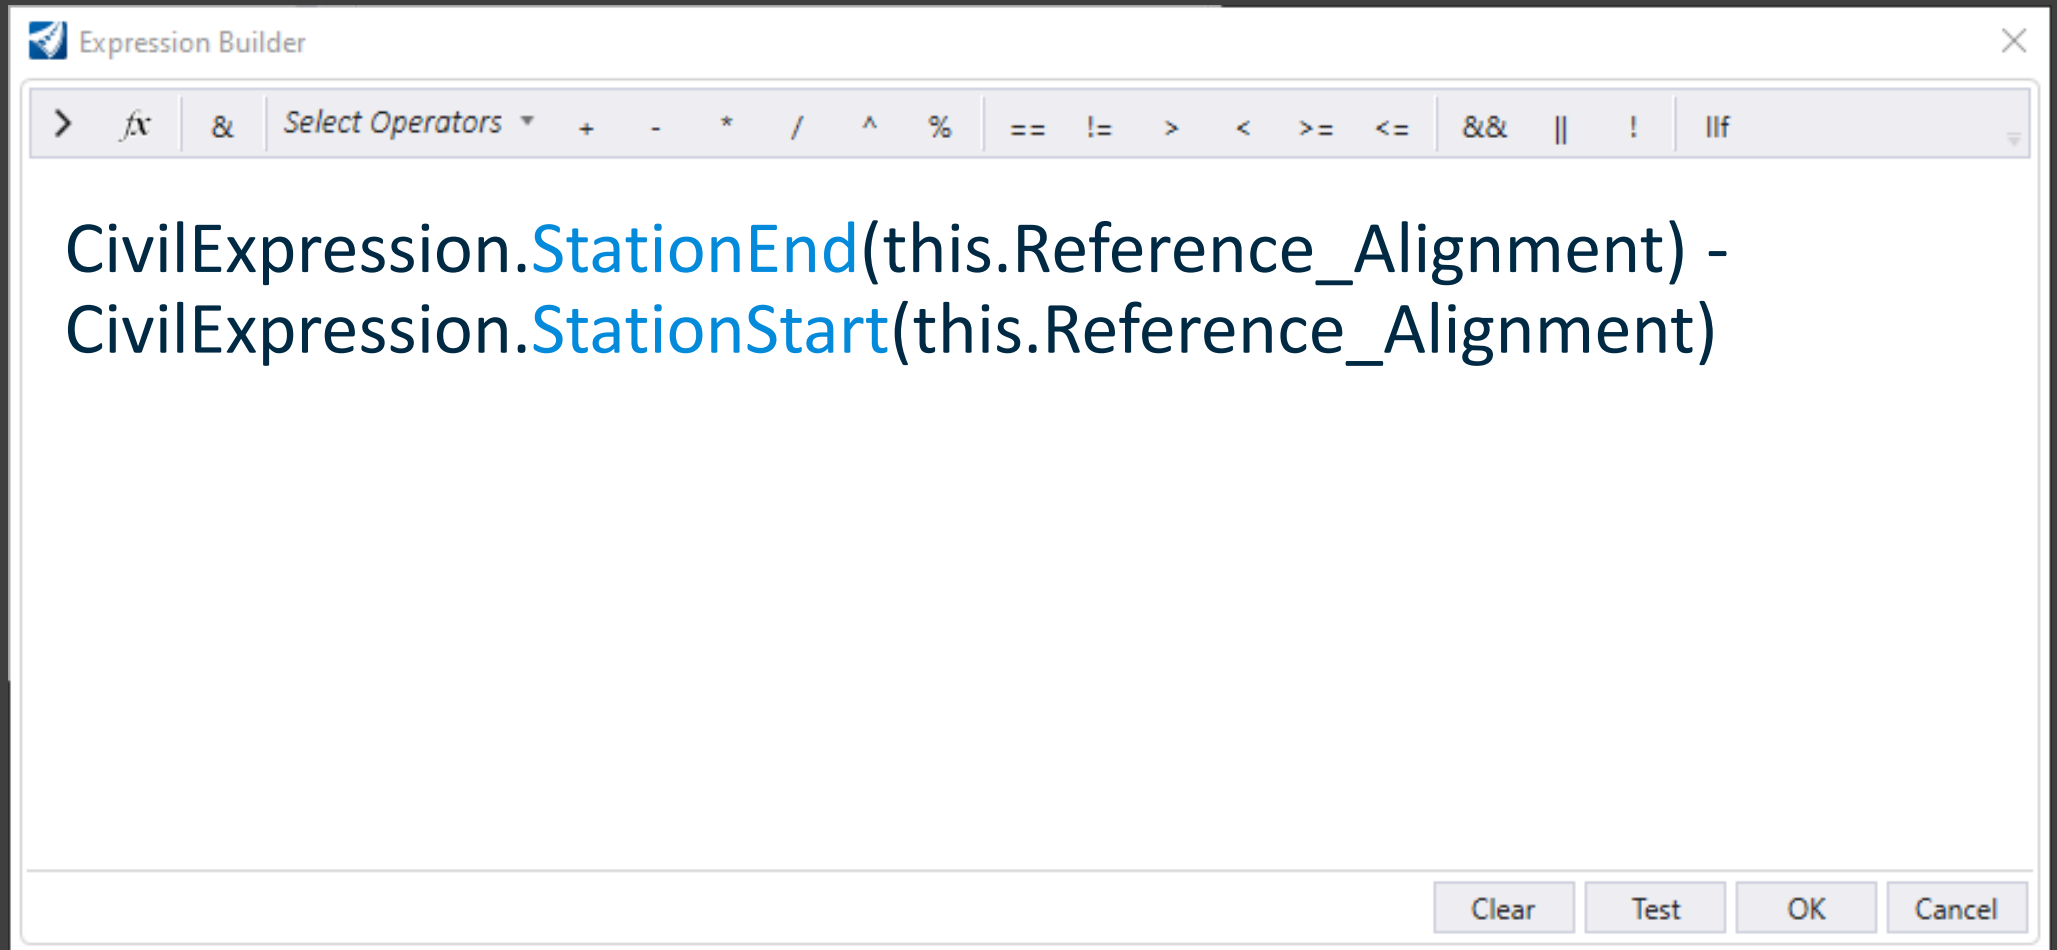 Expression Builder
> fx & Select Operators + - * / ^ % == != > < >= <= && || ! IIf
CivilExpression.StationEnd(this.Reference_Alignment) -
CivilExpression.StationStart(this.Reference_Alignment)
Clear Test OK Cancel